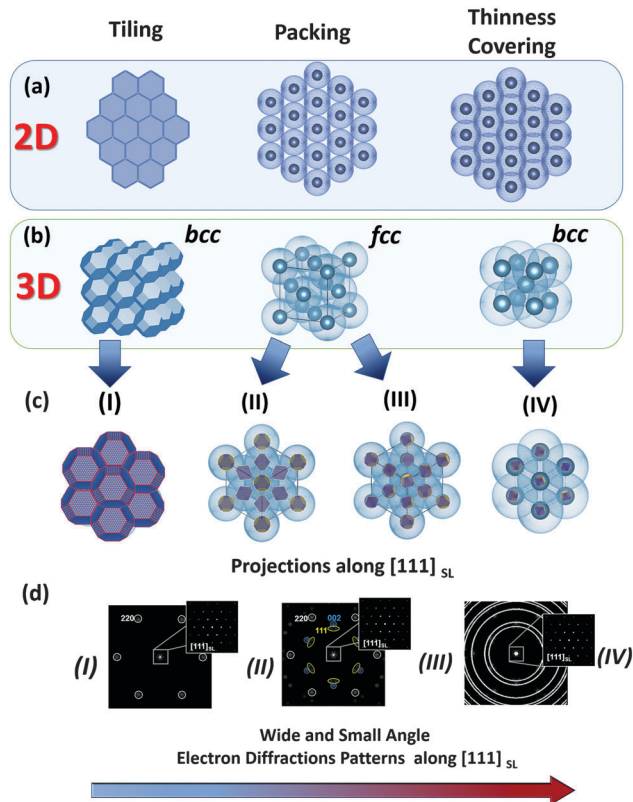 Tiling
Packing
Thinness
Covering
(a)
2D
(b)
bcc
fcc
bcc
3D
(c)
(I)
(II)
(III)
(IV)
Projections along [111] SL
(d)
220
[111]SL
(I)
220
002
111
[111]SL
(II)
[111]SL
(III)
(IV)
Wide and Small Angle
Electron Diffractions Patterns along [111] SL